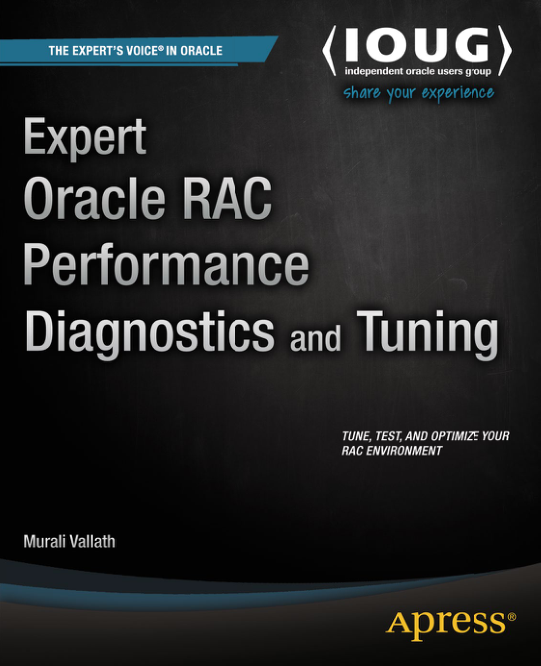 THE EXPERT'S VOICE® IN ORACLE
IOUG
independent oracle users group
share your experience
Expert
Oracle RAC
Performance
Diagnostics and Tuning
TUNE, TEST, AND OPTIMIZE YOUR
RAC ENVIRONMENT
Murali Vallath
Apress®